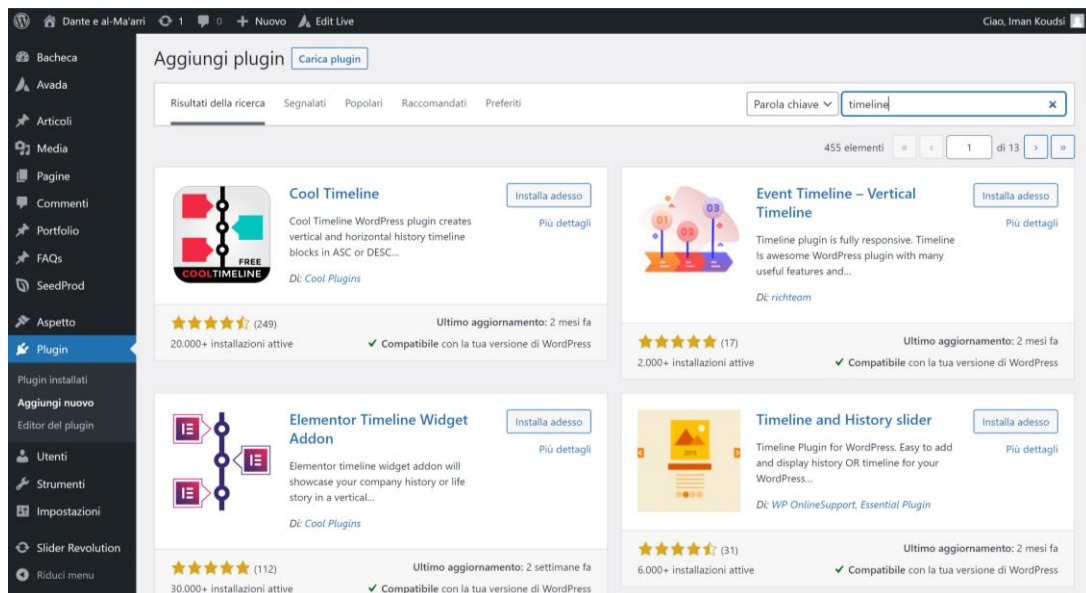 Dante e al-Ma'arri 1 0 Nuovo Edit Live Ciao, Iman Koudsi
Bacheca
Avada
Articoli
Media
Pagine
Commenti
Portfolio
FAQs
SeedProd
Aspetto
Plugin
Plugin installati
Aggiungi nuovo
Editor del plugin
Utenti
Strumenti
Impostazioni
Slider Revolution
Riduci menu
Aggiungi plugin Carica plugin
Risultati della ricerca Segnalati Popolari Raccomandati Preferiti Parola chiave timeline
455 elementi « ‹ 1 di 13 › »
FREE
COOLTIMELINE
Cool Timeline
Installa adesso
Più dettagli
Cool Timeline WordPress plugin creates
vertical and horizontal history timeline
blocks in ASC or DESC...
Di: Cool Plugins
(249) Ultimo aggiornamento: 2 mesi fa
20.000+ installazioni attive Compatibile con la tua versione di WordPress
01 02 03
Event Timeline – Vertical
Timeline
Installa adesso
Più dettagli
Timeline plugin is fully responsive. Timeline
Is awesome WordPress plugin with many
useful features and...
Di: richteam
(17) Ultimo aggiornamento: 2 mesi fa
2.000+ installazioni attive Compatibile con la tua versione di WordPress
Elementor Timeline Widget
Addon
Installa adesso
Più dettagli
Elementor timeline widget addon will
showcase your company history or life
story in a vertical...
Di: Cool Plugins
(112) Ultimo aggiornamento: 2 settimane fa
30.000+ installazioni attive Compatibile con la tua versione di WordPress
Timeline and History slider
Installa adesso
Più dettagli
Timeline Plugin for WordPress. Easy to add
and display history OR timeline for your
WordPress...
Di: WP OnlineSupport, Essential Plugin
(31) Ultimo aggiornamento: 2 mesi fa
6.000+ installazioni attive Compatibile con la tua versione di WordPress